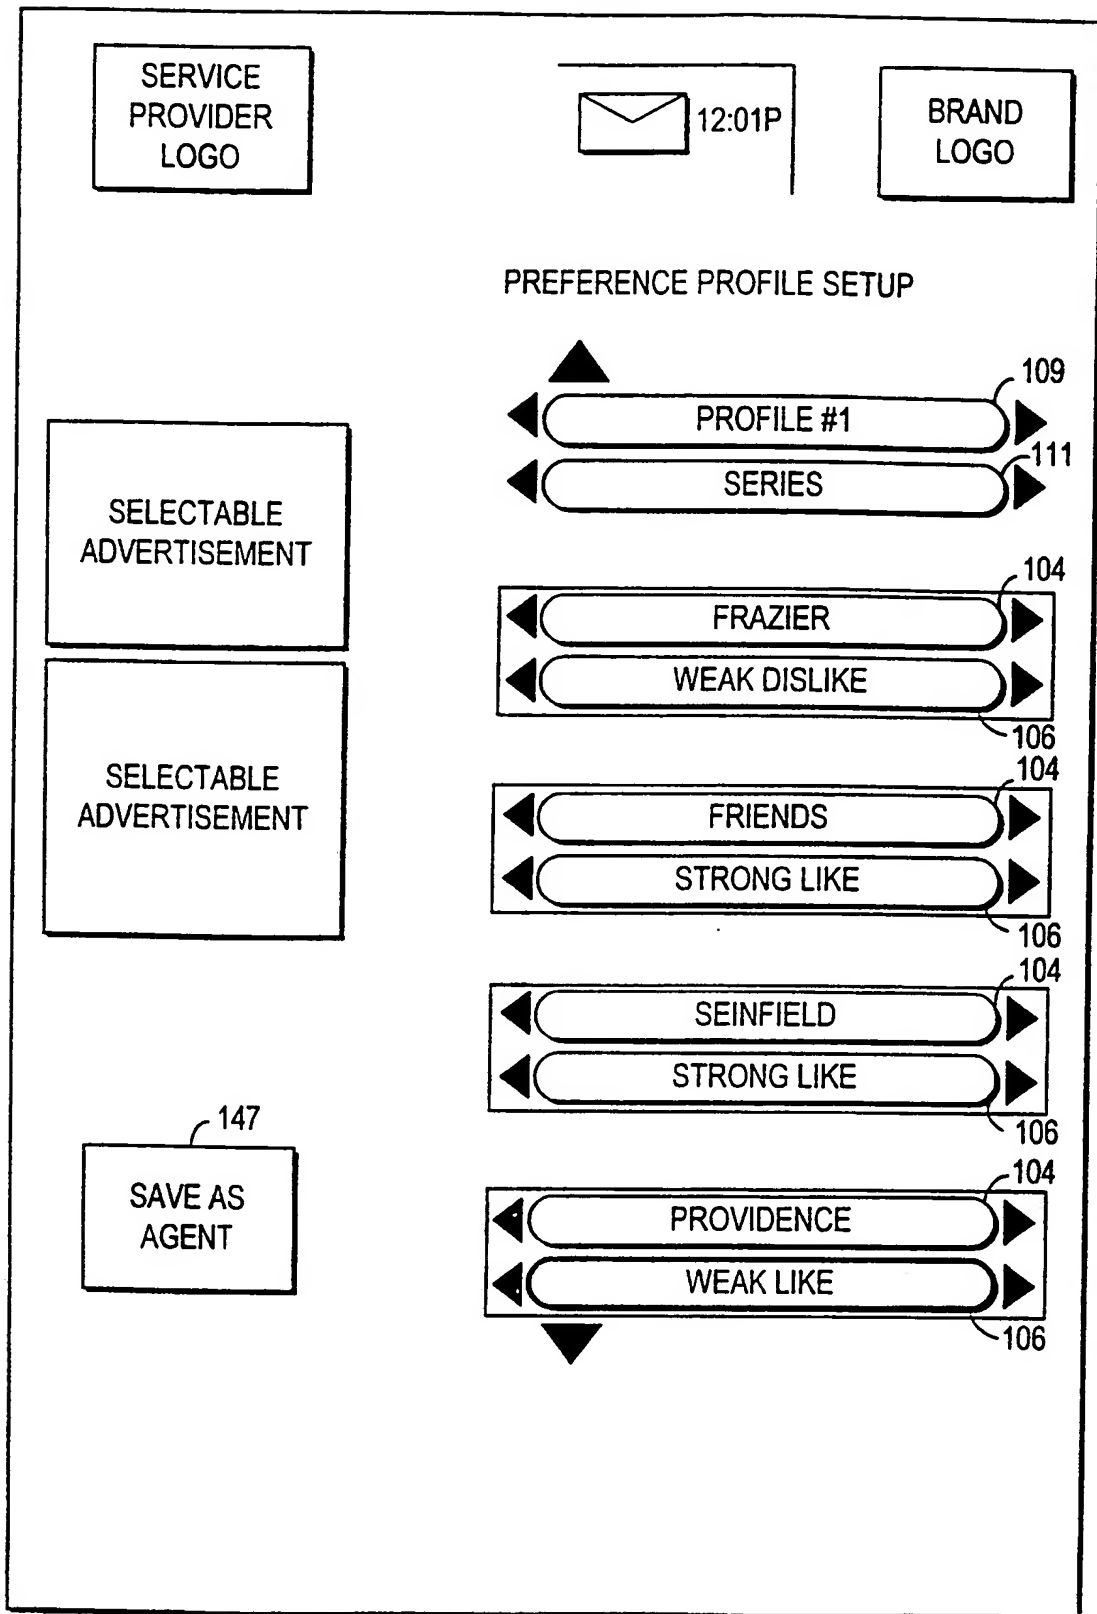 SERVICE
PROVIDER
LOGO
12:01P
BRAND
LOGO
PREFERENCE PROFILE SETUP
109
PROFILE #1
111
SERIES
SELECTABLE
ADVERTISEMENT
104
FRAZIER
WEAK DISLIKE
106
SELECTABLE
ADVERTISEMENT
104
FRIENDS
STRONG LIKE
106
104
SEINFIELD
STRONG LIKE
106
147
SAVE AS
AGENT
104
PROVIDENCE
WEAK LIKE
106